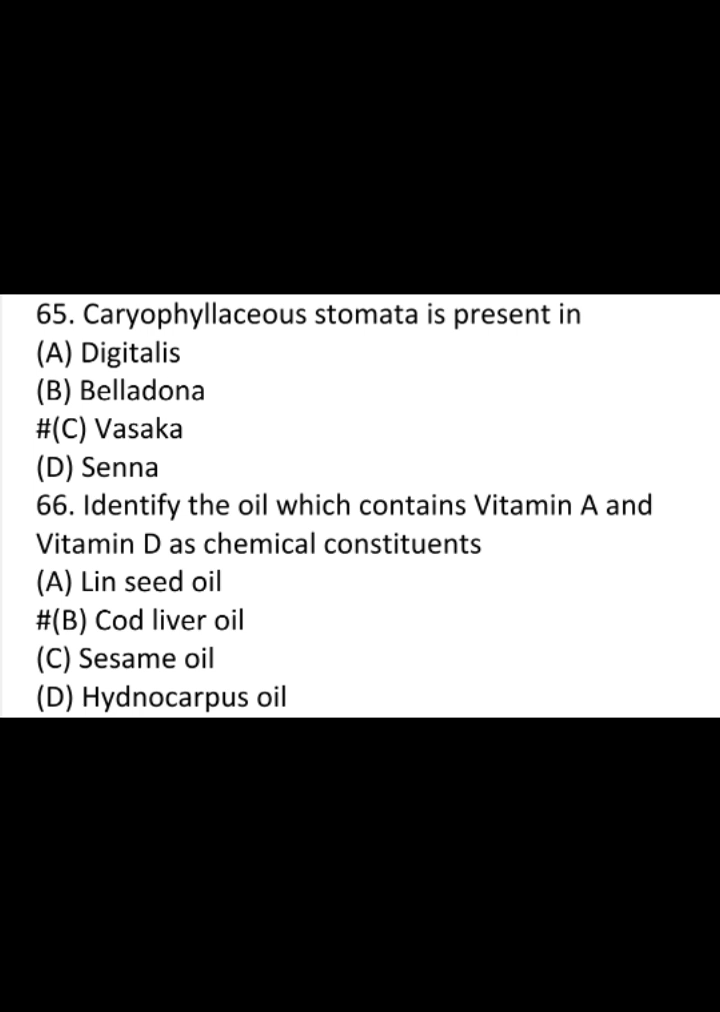 65. Caryophyllaceous stomata is present in
(A) Digitalis
(B) Belladona
#(C) Vasaka
(D) Senna
66. Identify the oil which contains Vitamin A and
Vitamin D as chemical constituents
(A) Lin seed oil
#(B) Cod liver oil
(C) Sesame oil
(D) Hydnocarpus oil